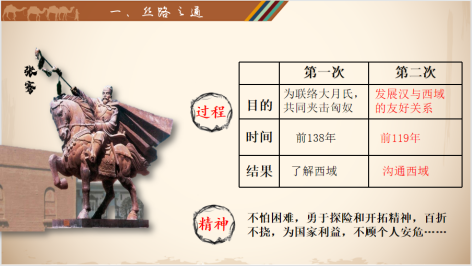 一、丝路之通
张骞
过程
第一次 第二次
目的 为联络大月氏，共同夹击匈奴 发展汉与西域的友好关系
时间 前138年 前119年
结果 了解西域 沟通西域
精神
不怕困难，勇于探险和开拓精神，百折
不挠，为国家利益，不顾个人安危……